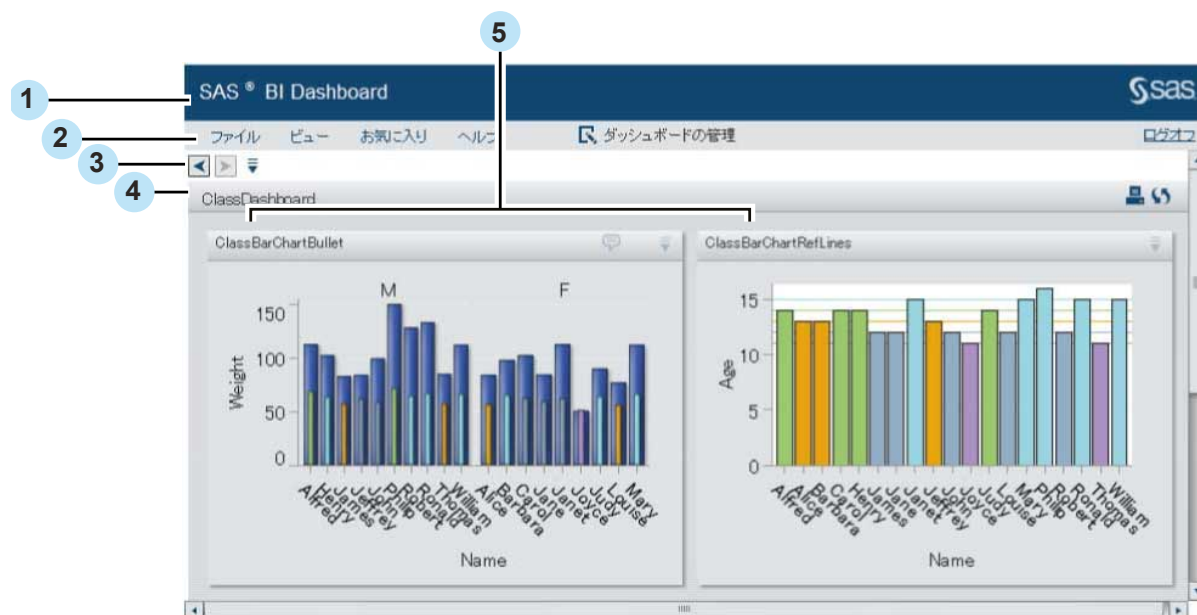 5
1
SAS ® BI Dashboard
sas
2
ファイル ビュー お気に入り ヘルプ ダッシュボードの管理 ログオフ
3
4
ClassDashboard
ClassBarChartBullet
M F
150
100
50
0
Weight
Alfred Henry James Jeffrey John Philip Robert Ronald Thomas William Alice Barbara Carol Jane Janet Joyce Judy Louise Mary
Name
ClassBarChartRefLines
15
10
5
0
Age
Alfred Alice Barbara Carol Henry James Jane Janet Jeffrey John Joyce Judy Louise Mary Philip Robert Ronald Thomas William
Name